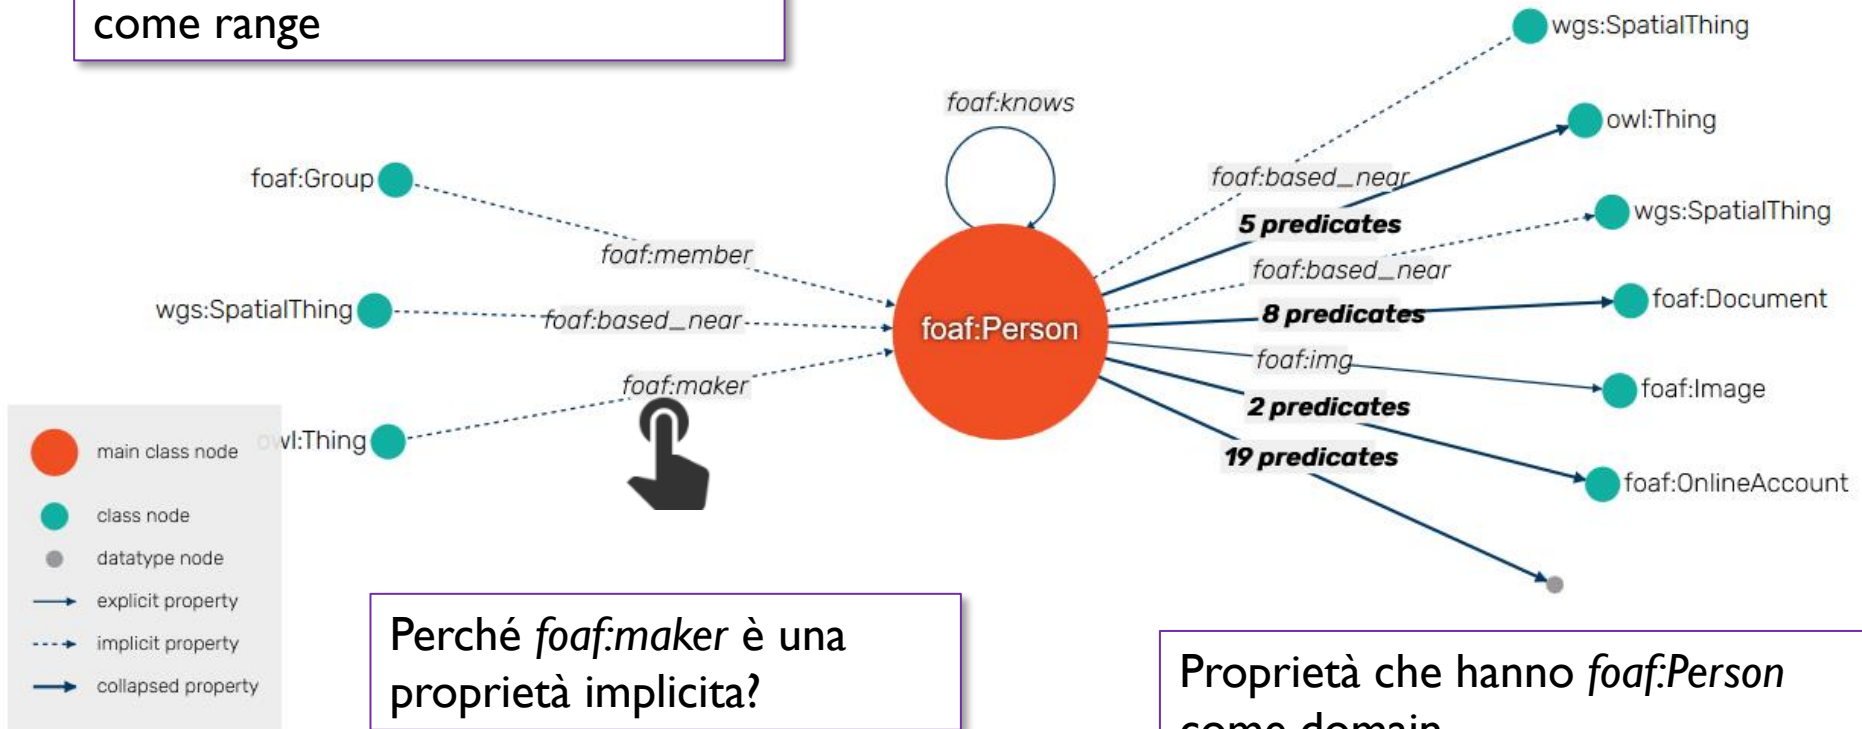 come range
wgs:SpatialThing
foaf:knows
owl:Thing
foaf:Group
foaf:based_near
5 predicates
wgs:SpatialThing
foaf:member
foaf:based_near
wgs:SpatialThing
foaf:based_near
8 predicates
foaf:Document
foaf:Person
foaf:img
foaf:maker
foaf:Image
2 predicates
owl:Thing
19 predicates
foaf:OnlineAccount
main class node
class node
datatype node
explicit property
implicit property
collapsed property
Perché foaf:maker è una
proprietà implicita?
Proprietà che hanno foaf:Person
come domain